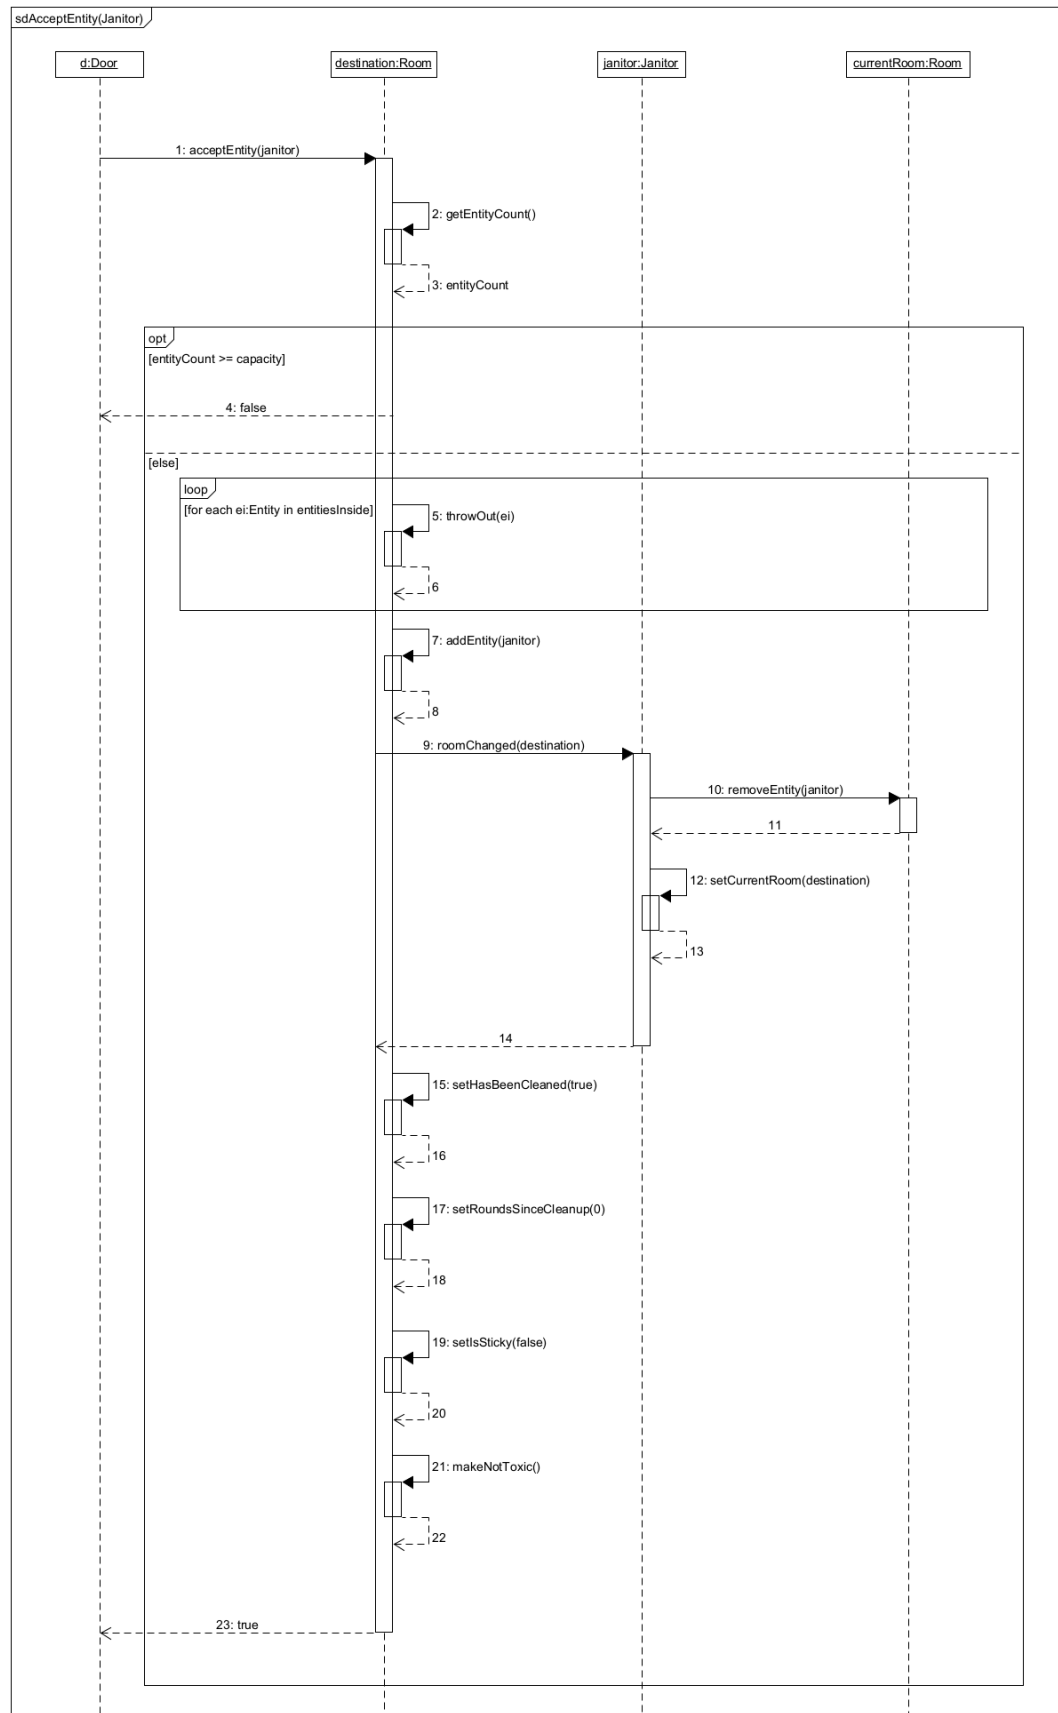 sdAcceptEntity(Janitor)
d:Door
destination:Room
janitor:Janitor
currentRoom:Room
1: acceptEntity(janitor)
2: getEntityCount()
3: entityCount
opt
[entityCount >= capacity]
4: false
[else]
loop
[for each ei:Entity in entitiesInside]
5: throwOut(ei)
6
7: addEntity(janitor)
8
9: roomChanged(destination)
10: removeEntity(janitor)
11
12: setCurrentRoom(destination)
13
14
15: setHasBeenCleaned(true)
16
17: setRoundsSinceCleanup(0)
18
19: setIsSticky(false)
20
21: makeNotToxic()
22
23: true